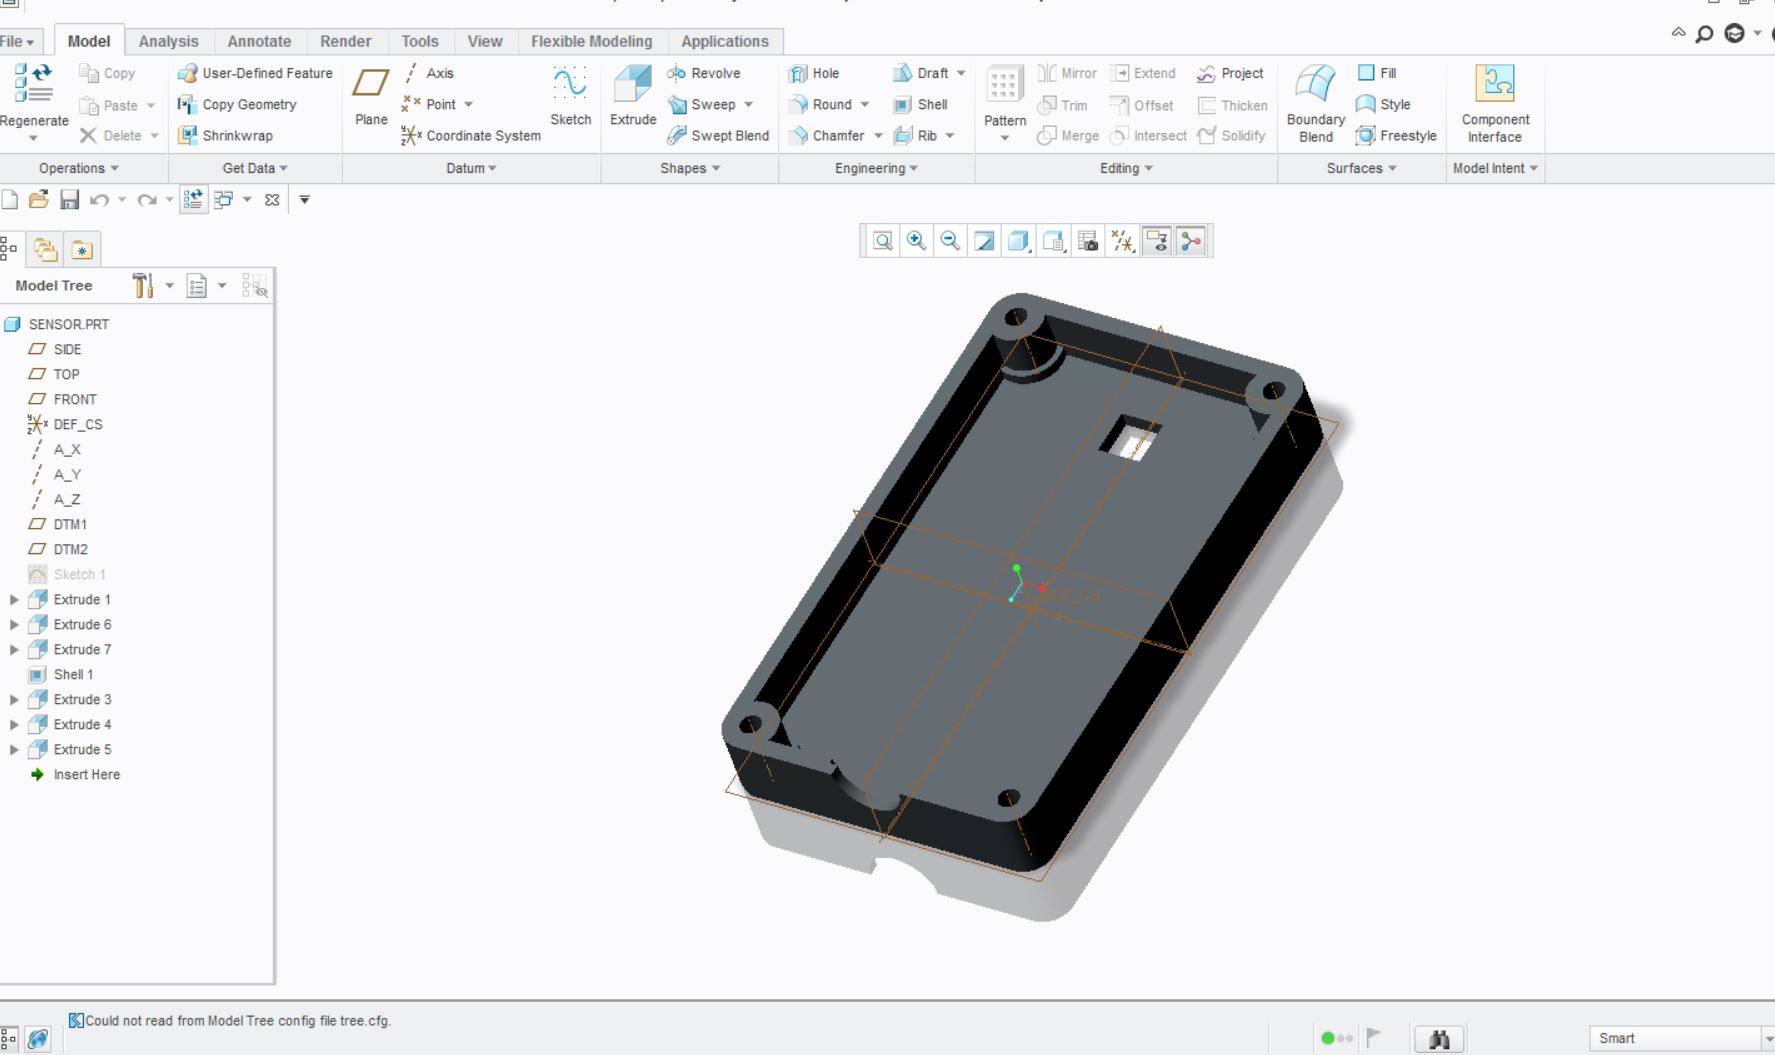 File
Model
Analysis
Annotate
Render
Tools
View
Flexible Modeling
Applications
Regenerate
Copy
Paste
Delete
User-Defined Feature
Copy Geometry
Shrinkwrap
Plane
Axis
Point
Coordinate System
Sketch
Extrude
Revolve
Sweep
Swept Blend
Hole
Round
Chamfer
Draft
Shell
Rib
Pattern
Mirror
Trim
Merge
Extend
Offset
Intersect
Project
Thicken
Solidify
Boundary
Blend
Fill
Style
Freestyle
Component
Interface
Operations
Get Data
Datum
Shapes
Engineering
Editing
Surfaces
Model Intent
Model Tree
SENSOR.PRT
SIDE
TOP
FRONT
DEF_CS
A_X
A_Y
A_Z
DTM1
DTM2
Sketch 1
Extrude 1
Extrude 6
Extrude 7
Shell 1
Extrude 3
Extrude 4
Extrude 5
Insert Here
DEF_CS
Could not read from Model Tree config file tree.cfg.
Smart